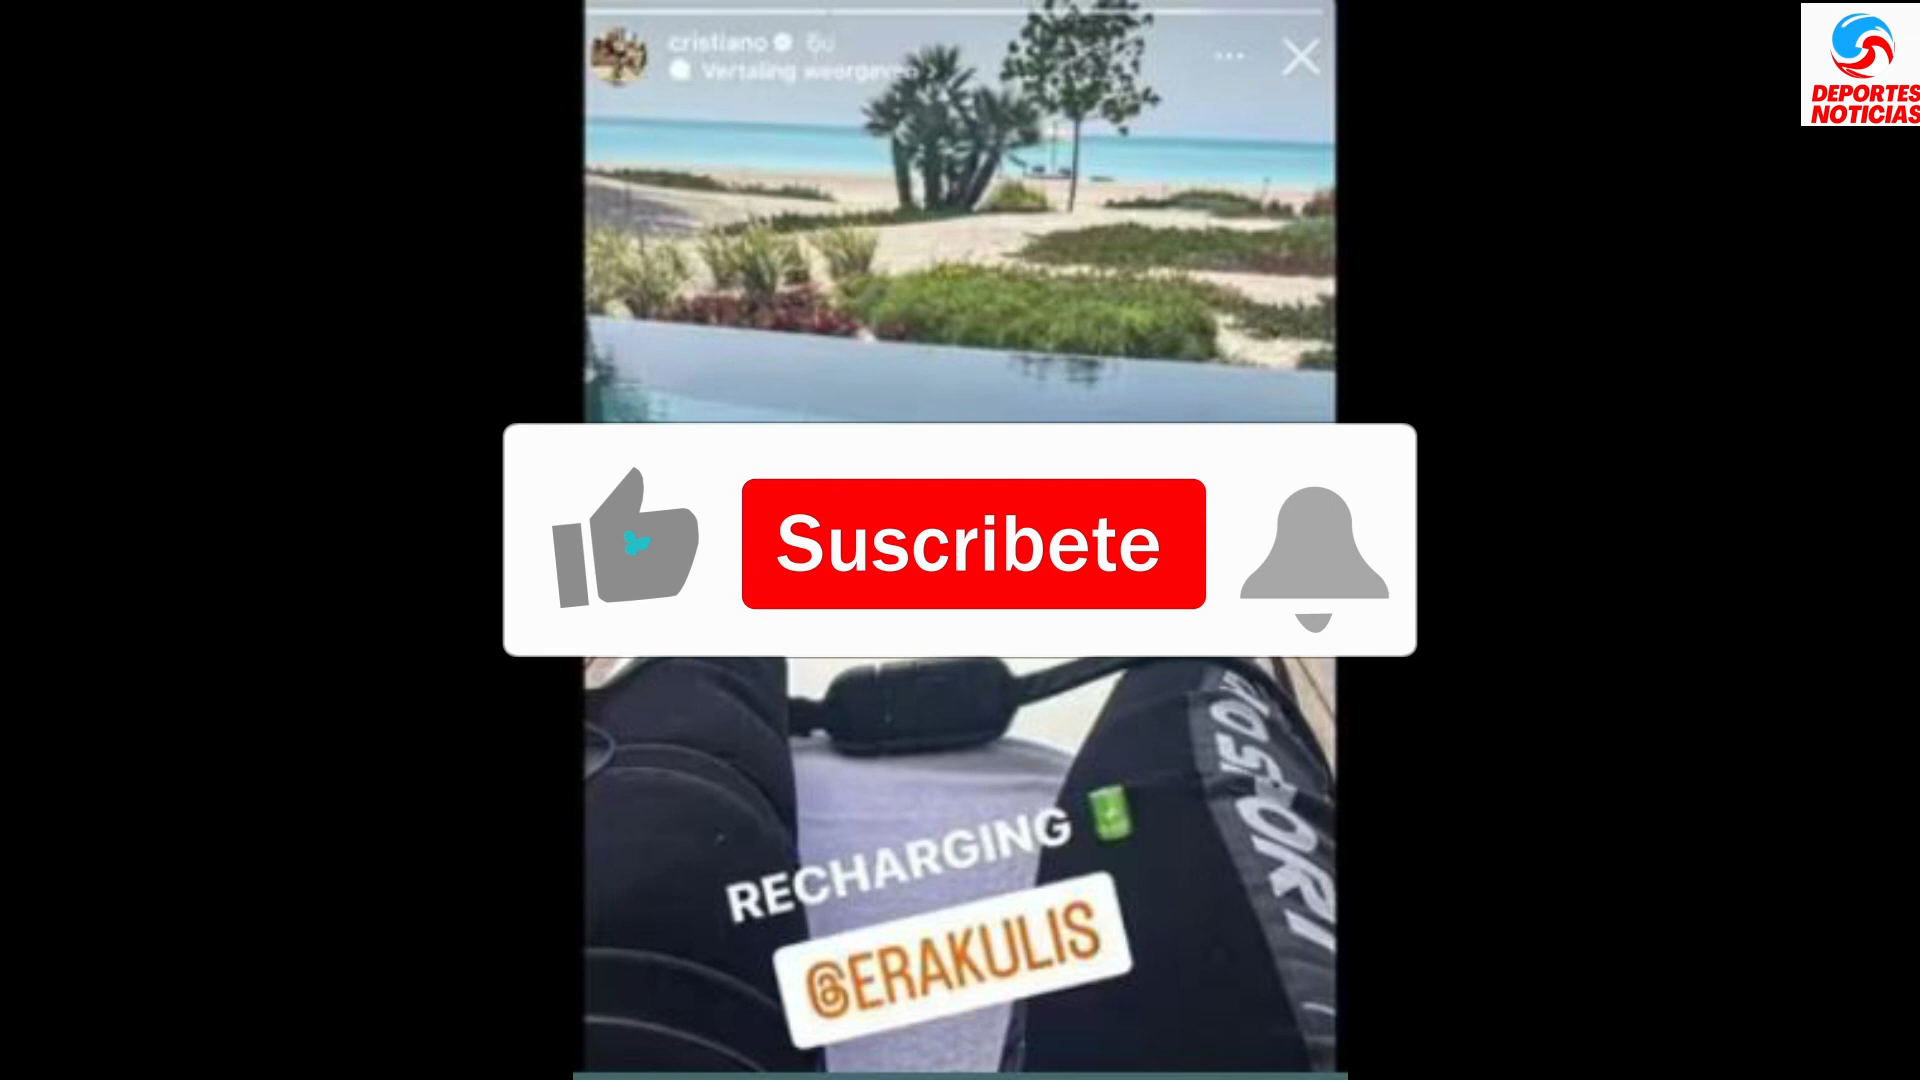 cristiano
Vertaling weergeven
DEPORTES
NOTICIAS
Suscribete
RECHARGING
@ERAKULIS